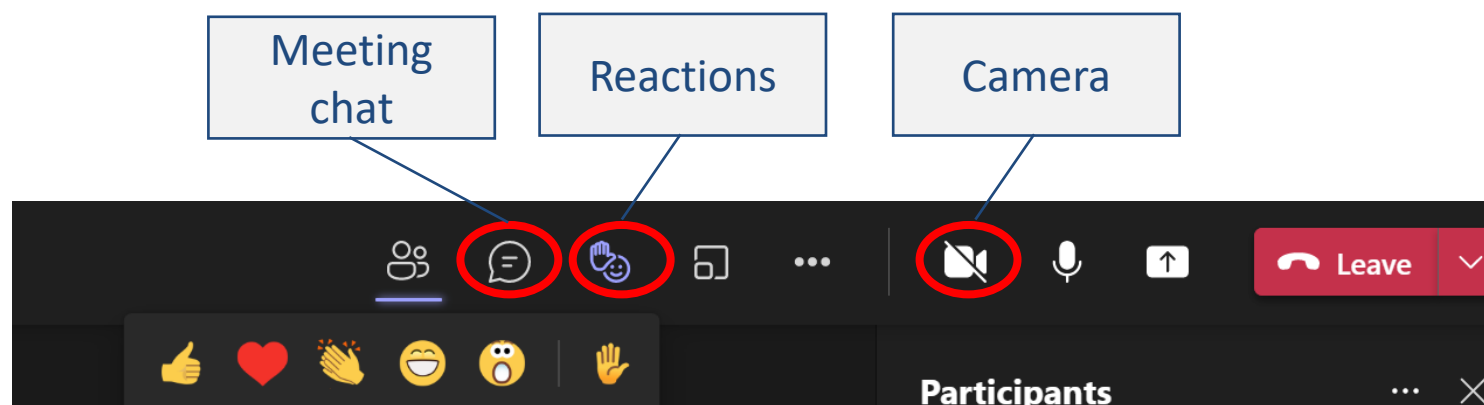 Meeting
chat
Reactions
Camera
Leave
Participants